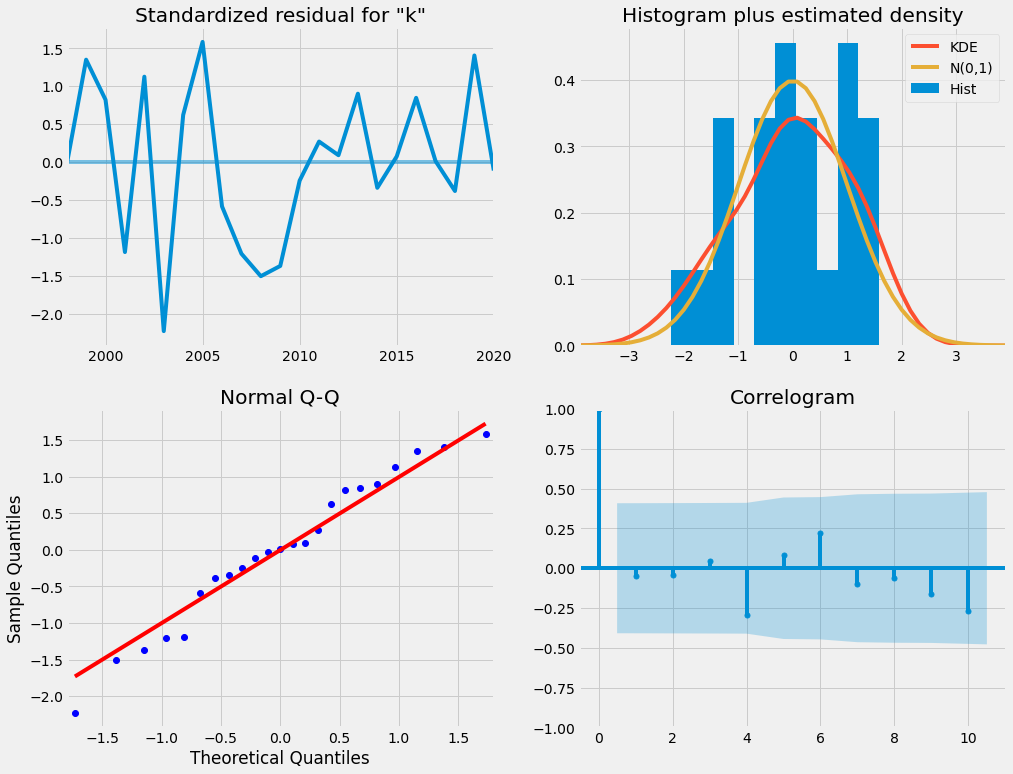 Standardized residual for "k"
1.5
1.0
0.5
0.0
−0.5
−1.0
−1.5
−2.0
2000 2005 2010 2015 2020
Histogram plus estimated density
KDE
N(0,1)
Hist
0.4
0.3
0.2
0.1
0.0
−3 −2 −1 0 1 2 3
Normal Q-Q
Sample Quantiles
1.5
1.0
0.5
0.0
−0.5
−1.0
−1.5
−2.0
−1.5 −1.0 −0.5 0.0 0.5 1.0 1.5
Theoretical Quantiles
Correlogram
1.00
0.75
0.50
0.25
0.00
−0.25
−0.50
−0.75
−1.00
0 2 4 6 8 10